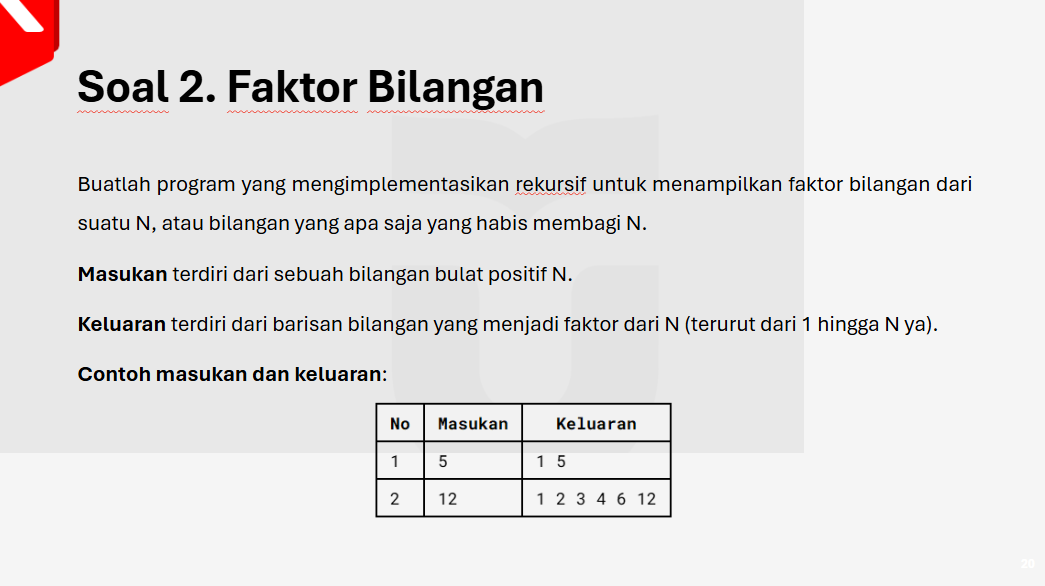 Soal 2. Faktor Bilangan
Buatlah program yang mengimplementasikan rekursif untuk menampilkan faktor bilangan dari
suatu N, atau bilangan yang apa saja yang habis membagi N.
Masukan terdiri dari sebuah bilangan bulat positif N.
Keluaran terdiri dari barisan bilangan yang menjadi faktor dari N (terurut dari 1 hingga N ya).
Contoh masukan dan keluaran:
No Masukan Keluaran
1 5 1 5
2 12 1 2 3 4 6 12
20